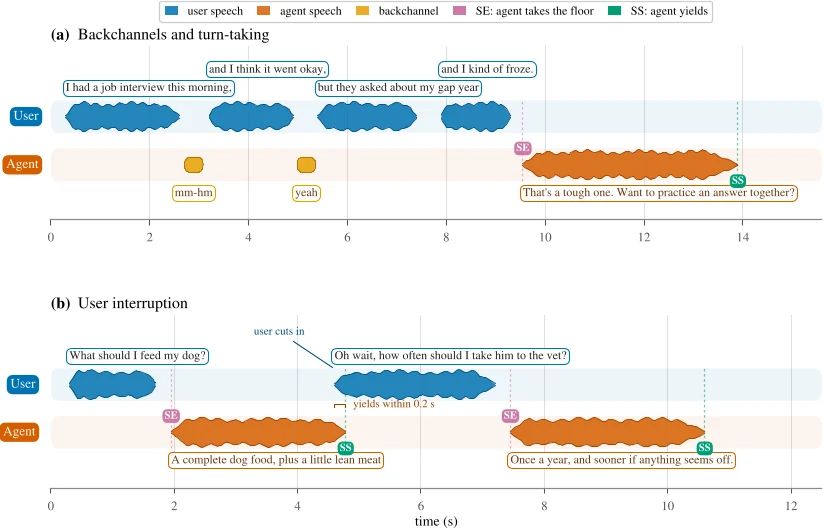 user speech agent speech backchannel SE: agent takes the floor SS: agent yields
(a) Backchannels and turn-taking
and I think it went okay, and I kind of froze.
I had a job interview this morning, but they asked about my gap year
User
SE
Agent
SS
mm-hm yeah That's a tough one. Want to practice an answer together?
0 2 4 6 8 10 12 14
(b) User interruption
user cuts in
What should I feed my dog? Oh wait, how often should I take him to the vet?
User
yields within 0.2 s
SE SE
Agent
SS SS
A complete dog food, plus a little lean meat Once a year, and sooner if anything seems off.
0 2 4 6 8 10 12
time (s)